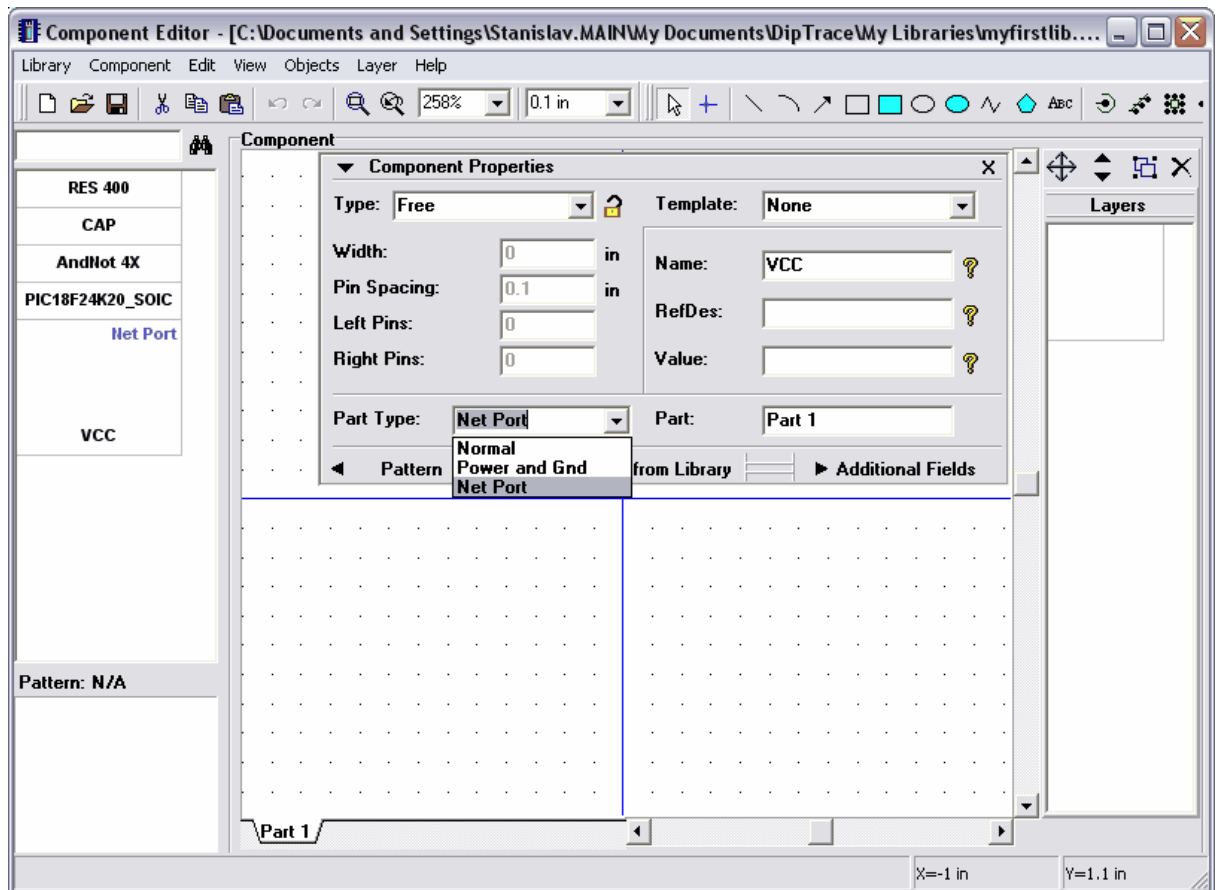 Component Editor - [C:\Documents and Settings\Stanislav.MAIN\My Documents\DipTrace\My Libraries\myfirstlib....
Library Component Edit View Objects Layer Help
258% 0.1 in ABC
Component
Component Properties X
RES 400
CAP
AndNot 4X
PIC18F24K20_SOIC
Net Port
VCC
Type: Free
Template: None
Width: 0 in
Pin Spacing: 0.1 in
Left Pins: 0
Right Pins: 0
Name: VCC
RefDes:
Value:
Part Type: Net Port
Part: Part 1
Normal
Power and Gnd
Net Port
Pattern
from Library
Additional Fields
Layers
Pattern: N/A
Part 1
X=-1 in
Y=1.1 in